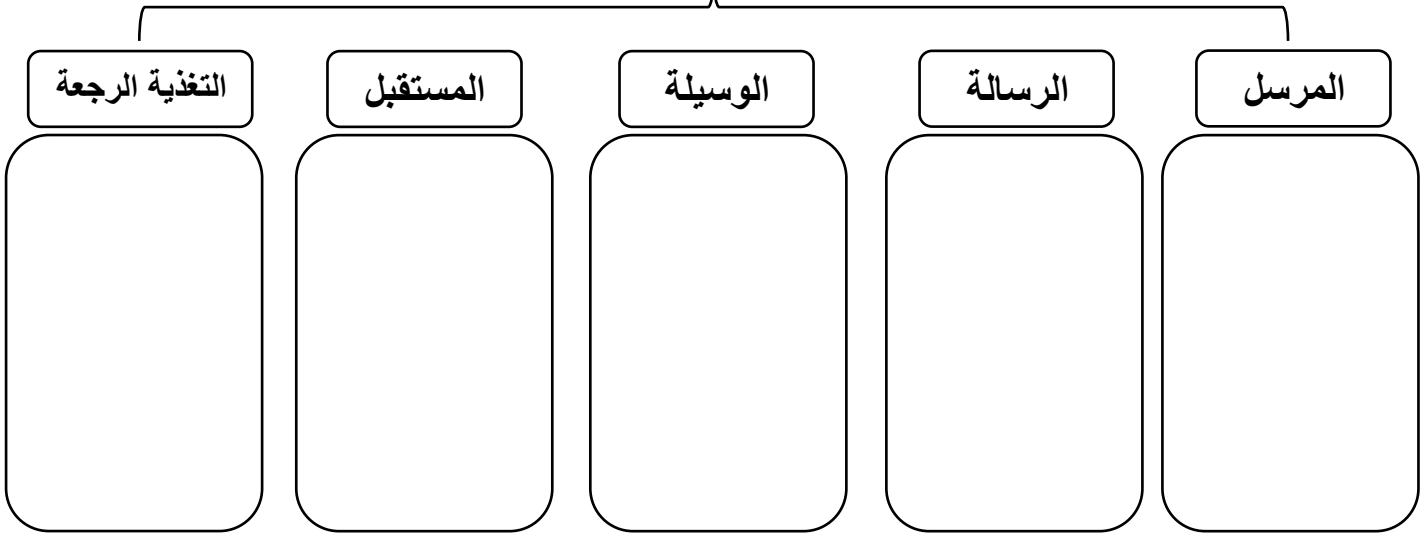 المرسل
الرسالة
الوسيلة
المستقبل
التغذية الرجعة